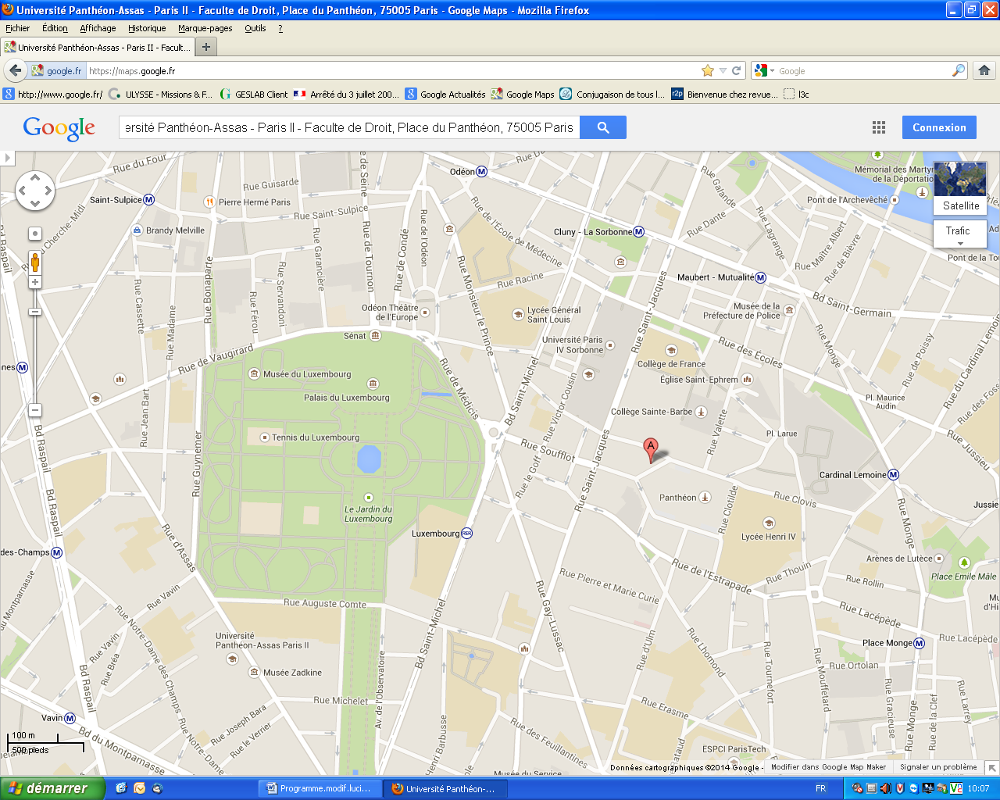 Université Panthéon-Assas - Paris II - Faculte de Droit, Place du Panthéon, 75005 Paris - Google Maps - Mozilla Firefox
Fichier Édition Affichage Historique Marque-pages Outils ?
Université Panthéon-Assas - Paris II - Facult...
google.fr https://maps.google.fr
Google
http://www.google.fr/ ULYSSE - Missions & F... GESLAB Client Arrêté du 3 juillet 200... Google Actualités Google Maps Conjugaison de tous l... Bienvenue chez revue... l3c
Google
ersité Panthéon-Assas - Paris II - Faculte de Droit, Place du Panthéon, 75005 Paris
Connexion
Rue du Four
Rue de Seine
Odéon
Rue Galande
Mémorial des Martyr
de la Déportation
Rue Guisarde
Saint-Sulpice
Pierre Hermé Paris
Pont de l'Archevêché
Satellite
Rue Saint-Sulpice
Rue Cherche-Midi
Brandy Melville
Rue de l'Odéon
Rue de l'École de Médecine
Cluny - La Sorbonne
Rue Dante
Rue Lagrange
Rue Maître Albert
Rue de Bièvre
Trafic
Pont de la Tour
Bd Raspail
Rue Bonaparte
Rue Garancière
Rue de Tournon
Rue de Condé
Rue Monsieur le Prince
Rue Racine
Maubert - Mutualité
Rue Cassette
Rue Madame
Rue Férou
Rue Servandoni
Odéon Théâtre
de l'Europe
Lycée Général
Saint Louis
Rue Saint-Jacques
Musée de la
Préfecture de Police
Bd Saint-Germain
Sénat
Université Paris
IV Sorbonne
Rue des Écoles
Rue Monge
Rue de Poissy
Rue du Cardinal Lemoine
Rue de Vaugirard
Collège de France
nnes
Musée du Luxembourg
Église Saint-Ephrem
Palais du Luxembourg
Rue de Médicis
Bd Saint-Michel
Rue Victor Cousin
Collège Sainte-Barbe
Pl. Maurice
Audin
Rue des Fossé
Rue Jean Bart
Rue Valette
Pl. Larue
Tennis du Luxembourg
Rue Guynemer
Rue Soufflot
A
Rue Jussieu
Bd Raspail
Rue le Goff
Rue Saint-Jacques
Cardinal Lemoine
Panthéon
Rue Clovis
Rue Clotilde
Jussie
Le Jardin du
Luxembourg
Bd Raspail
Luxembourg
RER
Lycée Henri IV
Rue Monge
Rue d'Assas
des-Champs
Arènes de Lutèce
Rue de l'Estrapade
Rue Thouin
Place Emile Mâle
Rue Pierre et Marie Curie
Rue Rollin
Rue Vavin
Rue Auguste Comte
Rue Gay-Lussac
Rue Lacépède
Rue Lacépède
du Montparnasse
Rue Notre-Dame des Champs
Université
Panthéon-Assas Paris II
Bd Saint-Michel
Rue d'Ulm
Rue Lhomond
Place Monge
Rue Vavin
Rue Bréa
Musée Zadkine
Av. de l'Observatoire
Rue Tournefort
Rue Mouffetard
Rue Ortolan
Bd Raspail
Rue Michelet
Rue Erasme
Rue Gracieuse
Rue Monge
Rue de la Clef
Rue Larrey
Vavin
Rue Joseph Bara
Rue le Verrier
Bd du Montparnasse
Henri Barbusse
Rue des Feuillantines
ESPCI ParisTech
100 m
500 pieds
Musée du Service
Données cartographiques ©2014 Google - Modifier dans Google Map Maker Signaler un problème
démarrer Programme.modif.luci... Université Panthéon-... FR 10:07